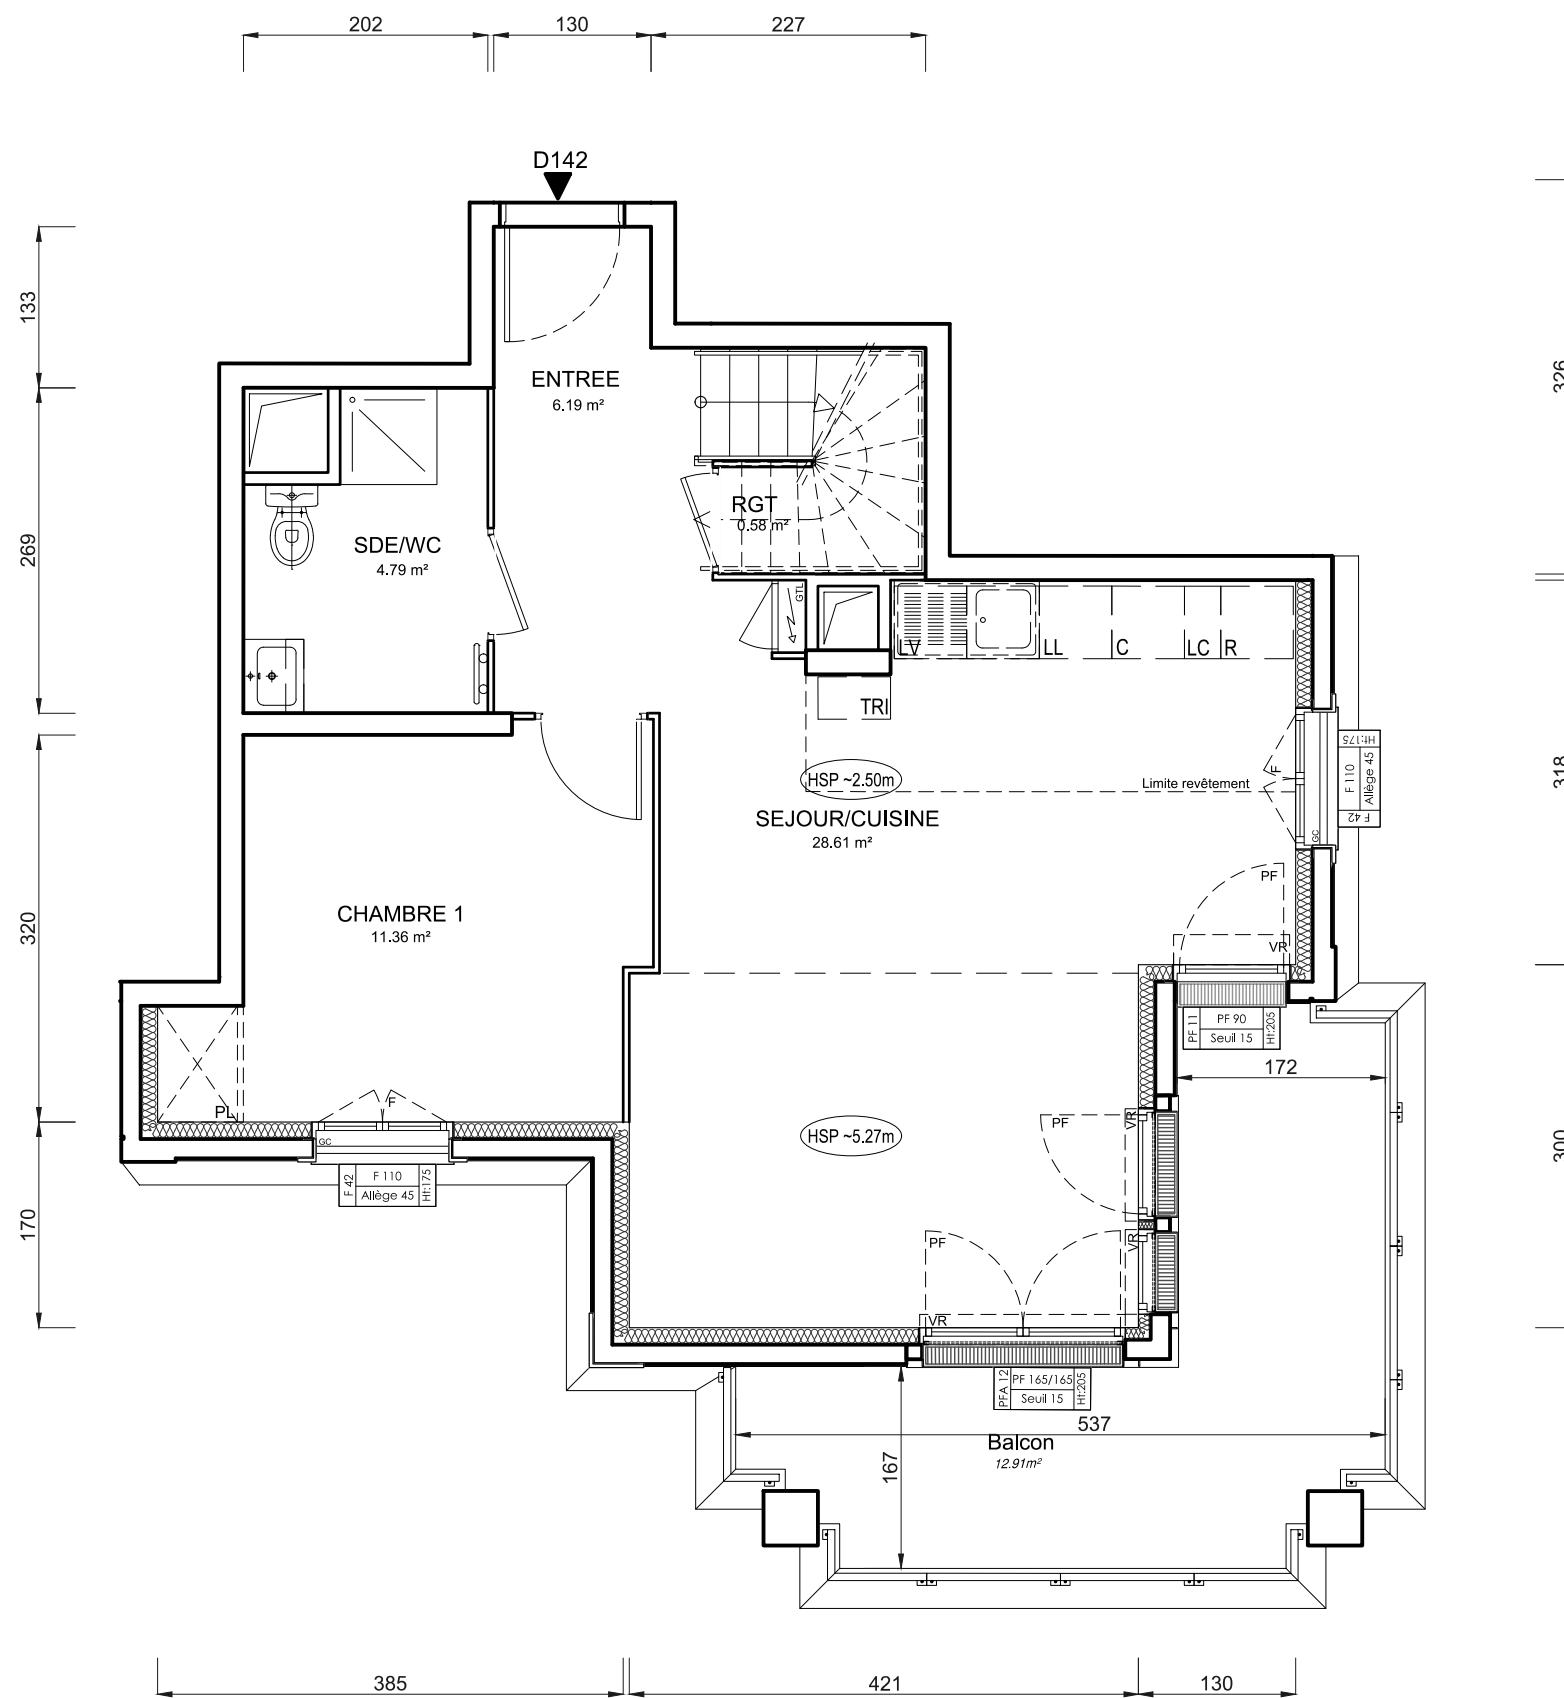 202
130
227
D142
133
326
ENTREE
6.19 m²
269
RGT
0.58 m²
SDE/WC
4.79 m²
GTL
LV
LL
C
LC
R
TRI
HSP ~2.50m
Limite revêtement
F
Ht:175
F 110
Allège 45
F 42
GC
318
SEJOUR/CUISINE
28.61 m²
PF
320
CHAMBRE 1
11.36 m²
VR
PF 11
PF 90
Seuil 15
Ht:205
172
PL
F
GC
F 42
F 110
Allège 45
Ht:175
HSP ~5.27m
PF
VR
300
170
PF
VR
VR
PFA 12
PF 165/165
Seuil 15
Ht:205
537
Balcon
12.91m²
167
385
421
130